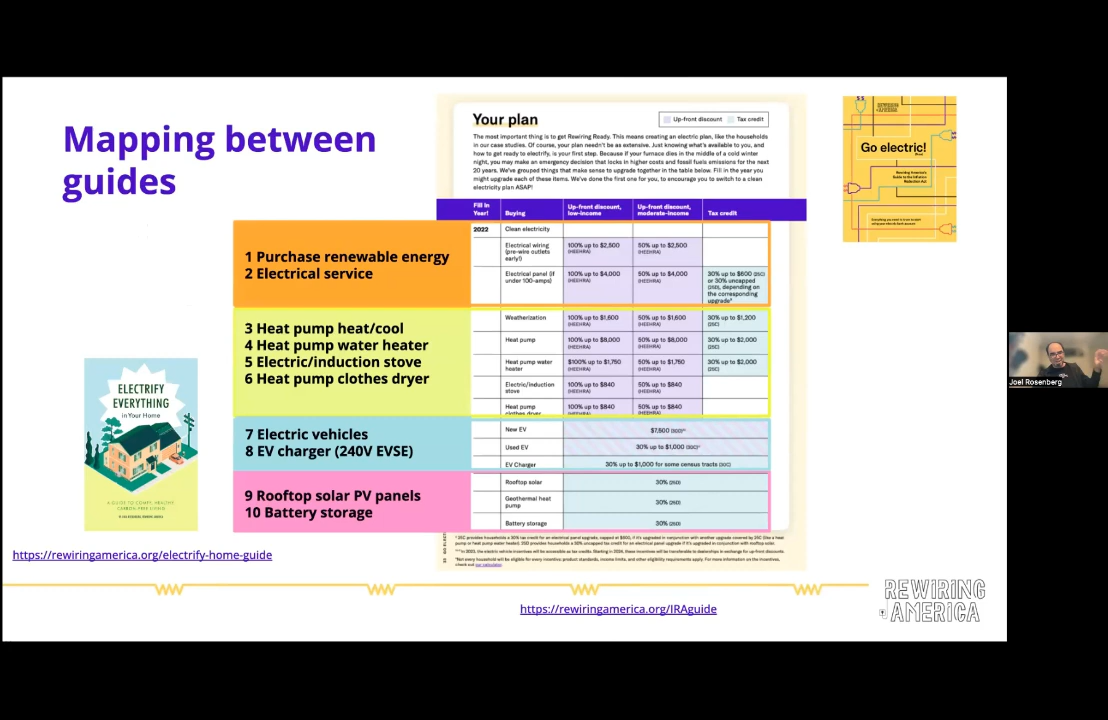 Mapping between
guides
Your plan
Up-front discount
Tax credit
The most important thing is to get Rewiring Ready. This means creating an electric plan, like the households
in our case studies. Of course, your plan needn't be as extensive. Just knowing what's available to you, and
how to get ready to electrify, is your first step. Because if your furnace dies in the middle of a cold winter
night, you may make an emergency decision that locks in higher costs and fossil fuels emissions for the next
20 years. We've grouped things that make sense to upgrade together in the table below. Fill in the year you
might upgrade each of these items. We've done the first one for you, to encourage you to switch to a clean
electricity plan ASAP!
Fill in
Year!
Buying
Up-front discount,
low-income
Up-front discount,
moderate-income
Tax credit
2022
Clean electricity
Electrical wiring
(pre-wire outlets
early!)
100% up to $2,500
(HEEHRA)
50% up to $2,500
(HEEHRA)
Electrical panel (if
under 100-amps)
100% up to $4,000
(HEEHRA)
50% up to $4,000
(HEEHRA)
30% up to $600 (25C)
or 30% uncapped
(25D), depending on
the corresponding
upgrade
Weatherization
100% up to $1,600
(HEEHRA)
50% up to $1,600
(HEEHRA)
30% up to $1,200
(25C)
Heat pump
100% up to $8,000
(HEEHRA)
50% up to $8,000
(HEEHRA)
30% up to $2,000
(25C)
Heat pump water
heater
$100% up to $1,750
(HEEHRA)
50% up to $1,750
(HEEHRA)
30% up to $2,000
(25C)
Electric/induction
stove
100% up to $840
(HEEHRA)
50% up to $840
(HEEHRA)
Heat pump
clothes dryer
100% up to $840
(HEEHRA)
50% up to $840
(HEEHRA)
New EV
$7,500 (30D)
Used EV
30% up to $1,000
EV Charger
30% up to $1,000 for some census tracts (30C)
Rooftop solar
30% (25D)
Geothermal heat
pump
30% (25D)
Battery storage
30% (25D)
1 Purchase renewable energy
2 Electrical service
3 Heat pump heat/cool
4 Heat pump water heater
5 Electric/induction stove
6 Heat pump clothes dryer
7 Electric vehicles
8 EV charger (240V EVSE)
9 Rooftop solar PV panels
10 Battery storage
ELECTRIFY
EVERYTHING
in Your Home
A GUIDE TO COMFY, HEALTHY,
CARBON-FREE LIVING
https://rewiringamerica.org/electrify-home-guide
https://rewiringamerica.org/IRAguide
Go electric!
Rewiring America's
Guide to the Inflation
Reduction Act
REWIRING
AMERICA
Joel Rosenberg